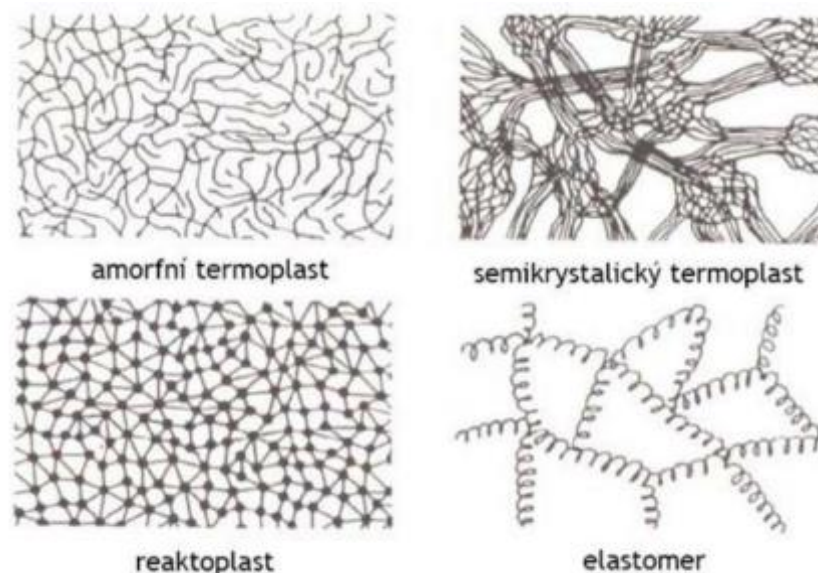 amorfní termoplast
semikrystalický termoplast
reaktoplast
elastomer